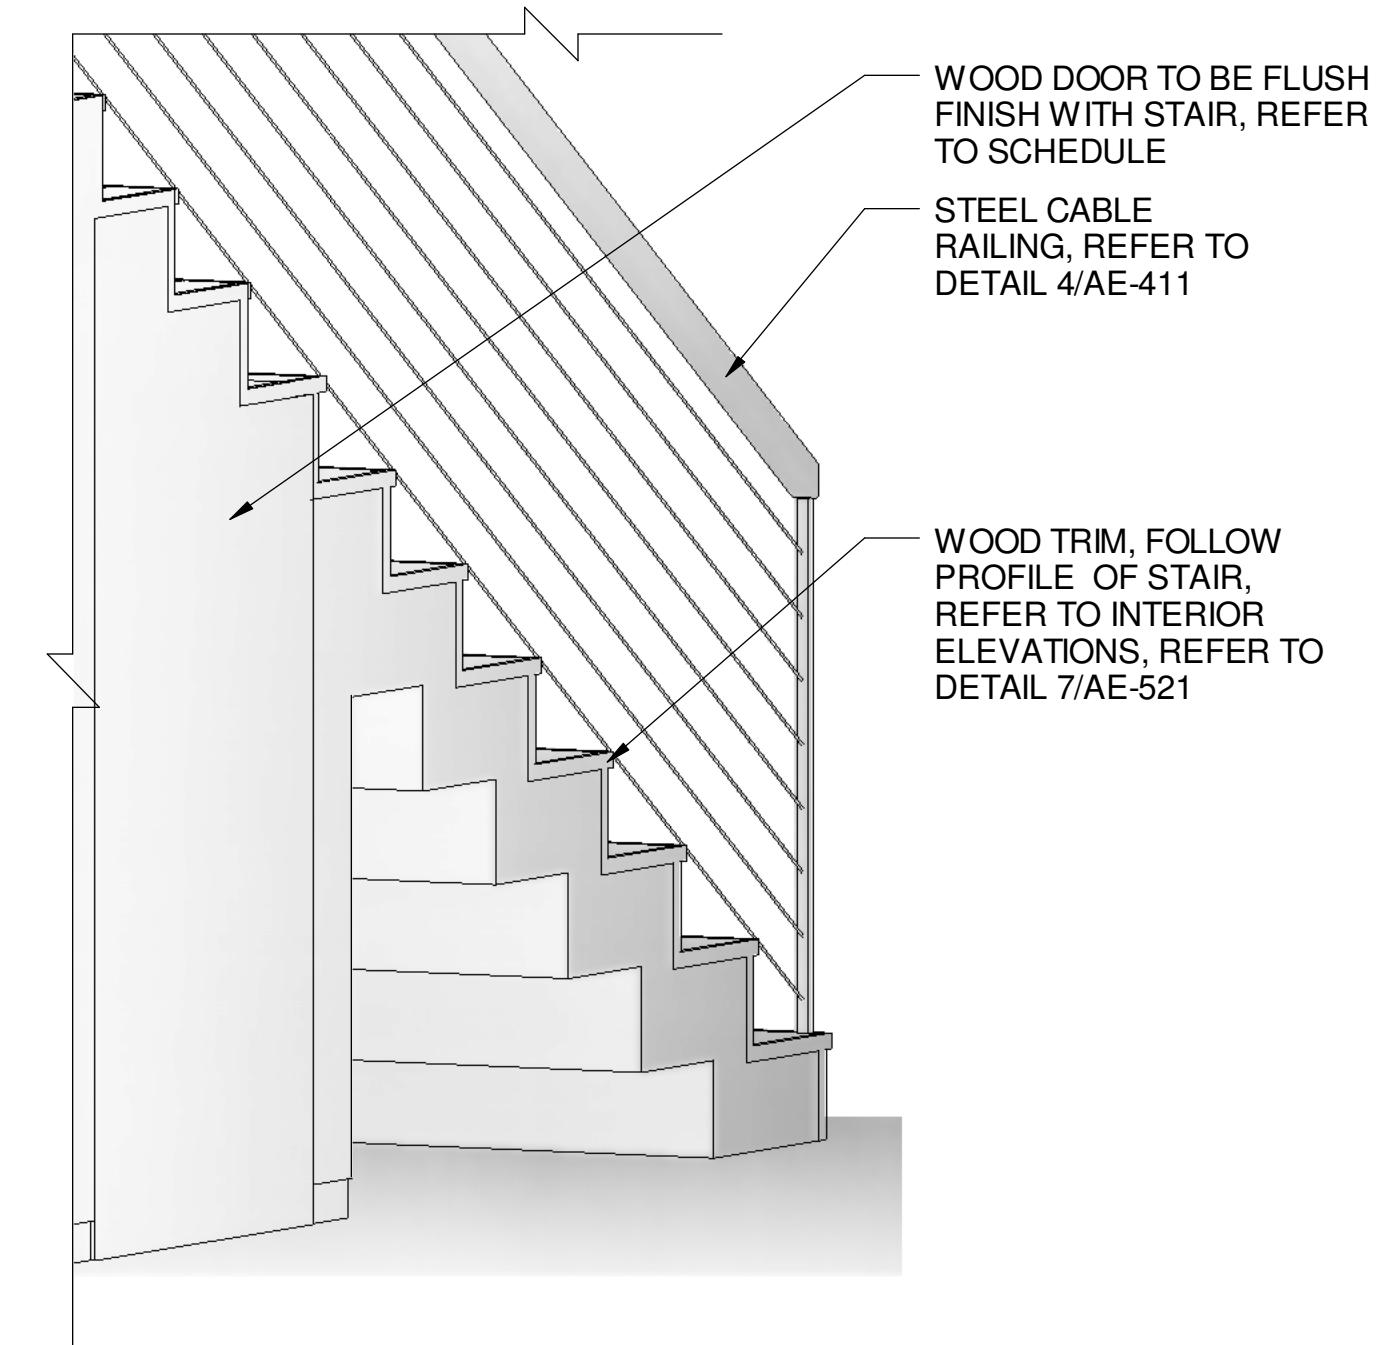 WOOD DOOR TO BE FLUSH
FINISH WITH STAIR, REFER
TO SCHEDULE
STEEL CABLE
RAILING, REFER TO
DETAIL 4/AE-411
WOOD TRIM, FOLLOW
PROFILE  OF STAIR,
REFER TO INTERIOR
ELEVATIONS, REFER TO
DETAIL 7/AE-521